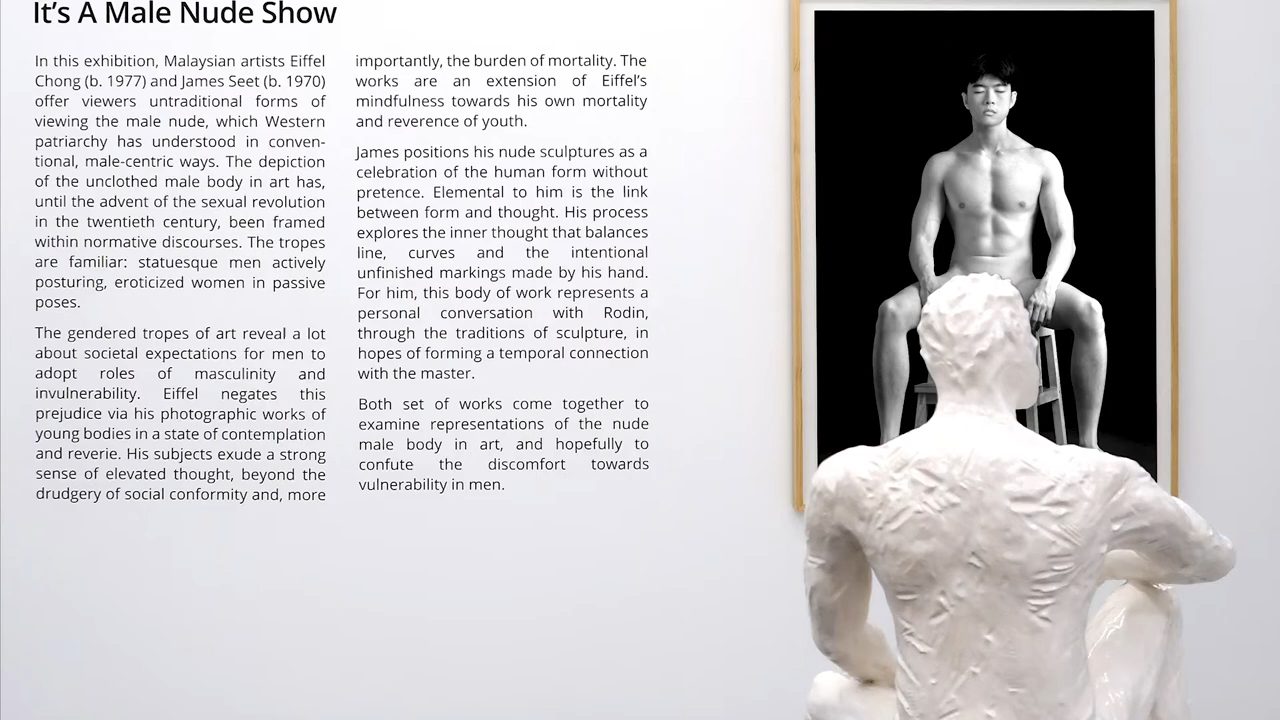 It's A Male Nude Show
In this exhibition, Malaysian artists Eiffel
Chong (b. 1977) and James Seet (b. 1970)
offer viewers untraditional forms of
viewing the male nude, which Western
patriarchy has understood in conven-
tional, male-centric ways. The depiction
of the unclothed male body in art has,
until the advent of the sexual revolution
in the twentieth century, been framed
within normative discourses. The tropes
are familiar: statuesque men actively
posturing, eroticized women in passive
poses.
The gendered tropes of art reveal a lot
about societal expectations for men to
adopt roles of masculinity and
invulnerability. Eiffel negates this
prejudice via his photographic works of
young bodies in a state of contemplation
and reverie. His subjects exude a strong
sense of elevated thought, beyond the
drudgery of social conformity and, more
importantly, the burden of mortality. The
works are an extension of Eiffel's
mindfulness towards his own mortality
and reverence of youth.
James positions his nude sculptures as a
celebration of the human form without
pretence. Elemental to him is the link
between form and thought. His process
explores the inner thought that balances
line, curves and the intentional
unfinished markings made by his hand.
For him, this body of work represents a
personal conversation with Rodin,
through the traditions of sculpture, in
hopes of forming a temporal connection
with the master.
Both set of works come together to
examine representations of the nude
male body in art, and hopefully to
confute the discomfort towards
vulnerability in men.